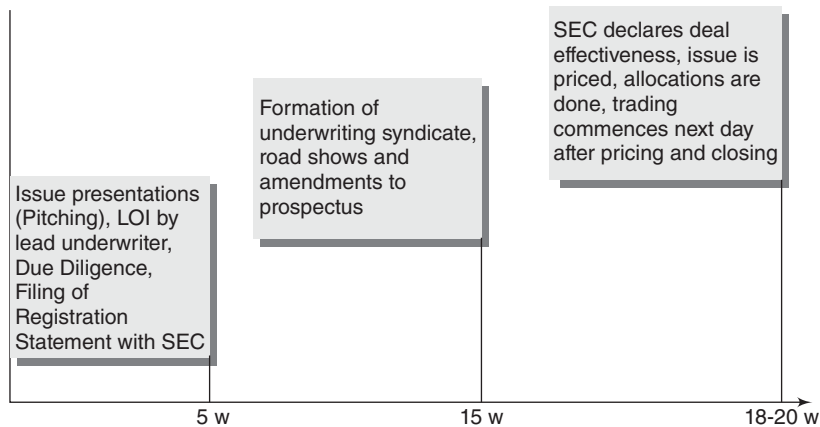 Issue presentations
(Pitching), LOI by
lead underwriter,
Due Diligence,
Filing of
Registration
Statement with SEC
Formation of
underwriting syndicate,
road shows and
amendments to
prospectus
SEC declares deal
effectiveness, issue is
priced, allocations are
done, trading
commences next day
after pricing and closing
5 w
15 w
18-20 w